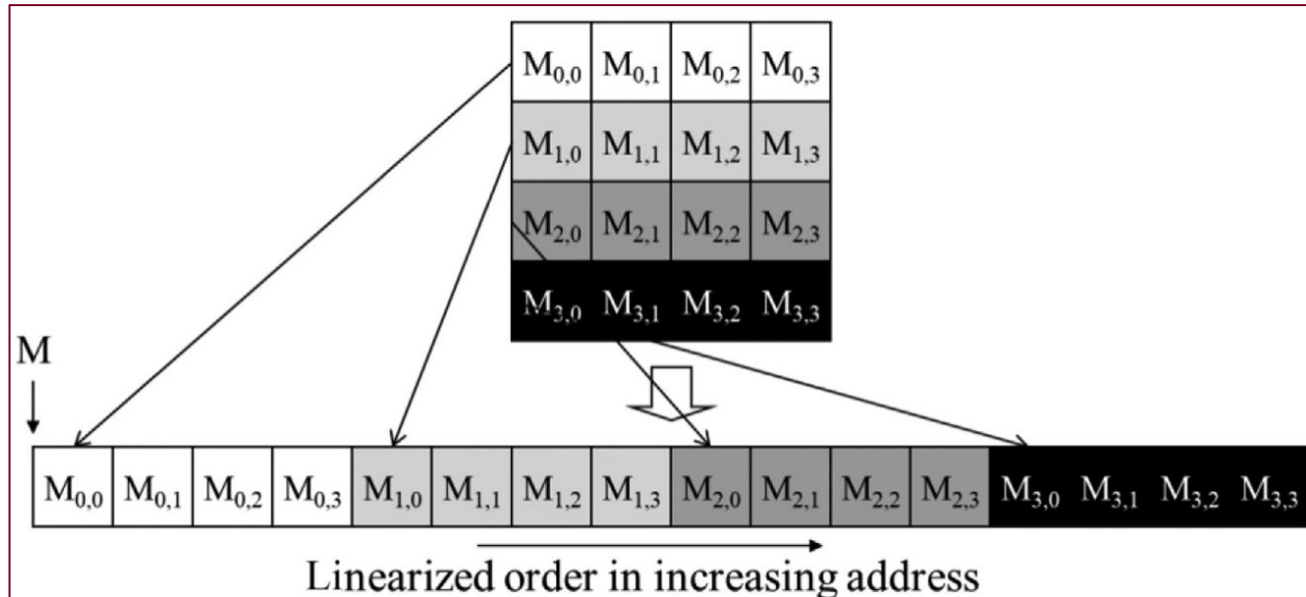 M0,0 M0,1 M0,2 M0,3
M1,0 M1,1 M1,2 M1,3
M2,0 M2,1 M2,2 M2,3
M3,0 M3,1 M3,2 M3,3
M
M0,0 M0,1 M0,2 M0,3 M1,0 M1,1 M1,2 M1,3 M2,0 M2,1 M2,2 M2,3 M3,0 M3,1 M3,2 M3,3
Linearized order in increasing address